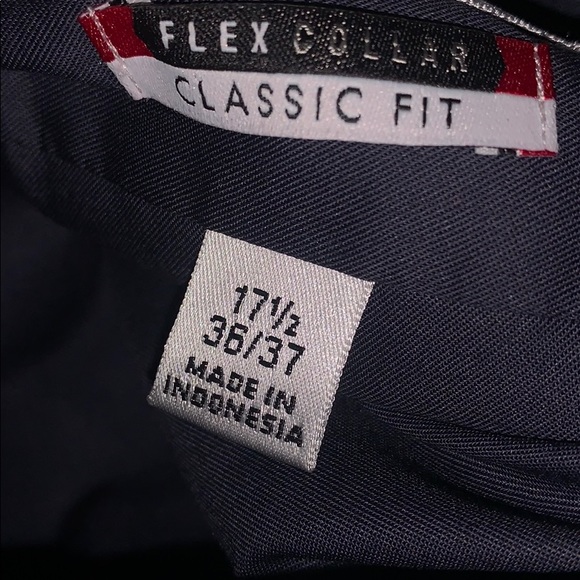 FLEX COLLAR
CLASSIC FIT
17½
36/37
MADE IN
INDONESIA